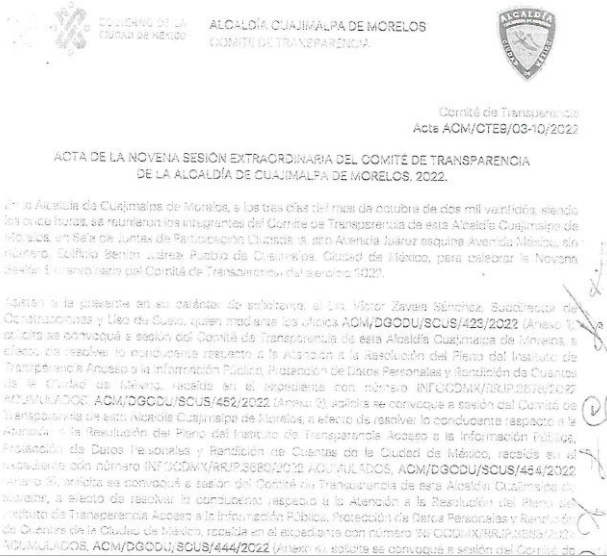 GOBIERNO DE LA
CIUDAD DE MÉXICO
ALCALDÍA CUAJIMALPA DE MORELOS
COMITÉ DE TRANSPARENCIA
ALCALDÍA
Comité de Transparencia
Acta ACM/CTE9/03-10/2022
ACTA DE LA NOVENA SESIÓN EXTRAORDINARIA DEL COMITÉ DE TRANSPARENCIA
DE LA ALCALDÍA DE CUAJIMALPA DE MORELOS, 2022.
En la Alcaldía de Cuajimalpa de Morelos, a los tres días del mes de octubre de dos mil veintidós, siendo
las once horas, se reunieron los integrantes del Comité de Transparencia de esta Alcaldía Cuajimalpa de
Morelos, en Sala de Juntas de Participación Ciudadana, sito Avenida Juárez esquina Avenida México, sin
número, Edificio Benito Juárez Pueblo de Cuajimalpa, Ciudad de México, para celebrar la Novena
Sesión Extraordinaria del Comité de Transparencia del ejercicio 2022.
a la presente en su carácter de solicitante, el Lic. Víctor Zavala Sánchez, Subdirector de
Construcciones y Uso de Suelo, quien mediante los oficios ACM/DGODU/SCUS/423/2022 (Anexo 1),
solicita se convoque a sesión del Comité de Transparencia de esta Alcaldía Cuajimalpa de Morelos, a
efecto de resolver lo conducente respecto a la Atención a la Resolución del Pleno del Instituto de
Transparencia Acceso a la Información Pública, Protección de Datos Personales y Rendición de Cuentas
de la Ciudad de México, recaída en el expediente con número
ACUMULADOS, ACM/DGODU/SCUS/452/2022 (Anexo 2), solicita se convoque a sesión del Comité de
Transparencia de esta Alcaldía Cuajimalpa de Morelos, a efecto de resolver lo conducente respecto a la
Atención a la Resolución del Pleno del Instituto de Transparencia Acceso a la Información Pública,
Protección de Datos Personales y Rendición de Cuentas de la Ciudad de México, recaída en el
expediente con número ACUMULADOS, ACM/DGODU/SCUS/454/2022
solicita se convoque a sesión del Comité de Transparencia de esta Alcaldía Cuajimalpa de
Morelos, a efecto de resolver lo conducente respecto a la Atención a la Resolución del Pleno del
Instituto de Transparencia Acceso a la Información Pública, Protección de Datos Personales y Rendición
de Cuentas de la Ciudad de México, recaída en el expediente con número
ACUMULADOS, ACM/DGODU/SCUS/444/2022 (Anexo 4), solicita se convoque a sesión del Comité de